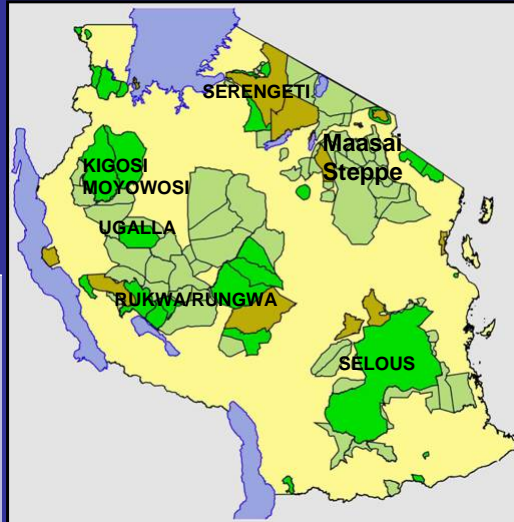 SERENGETI
Maasai
Steppe
KIGOSI
MOYOWOSI
UGALLA
RUKWA/RUNGWA
SELOUS